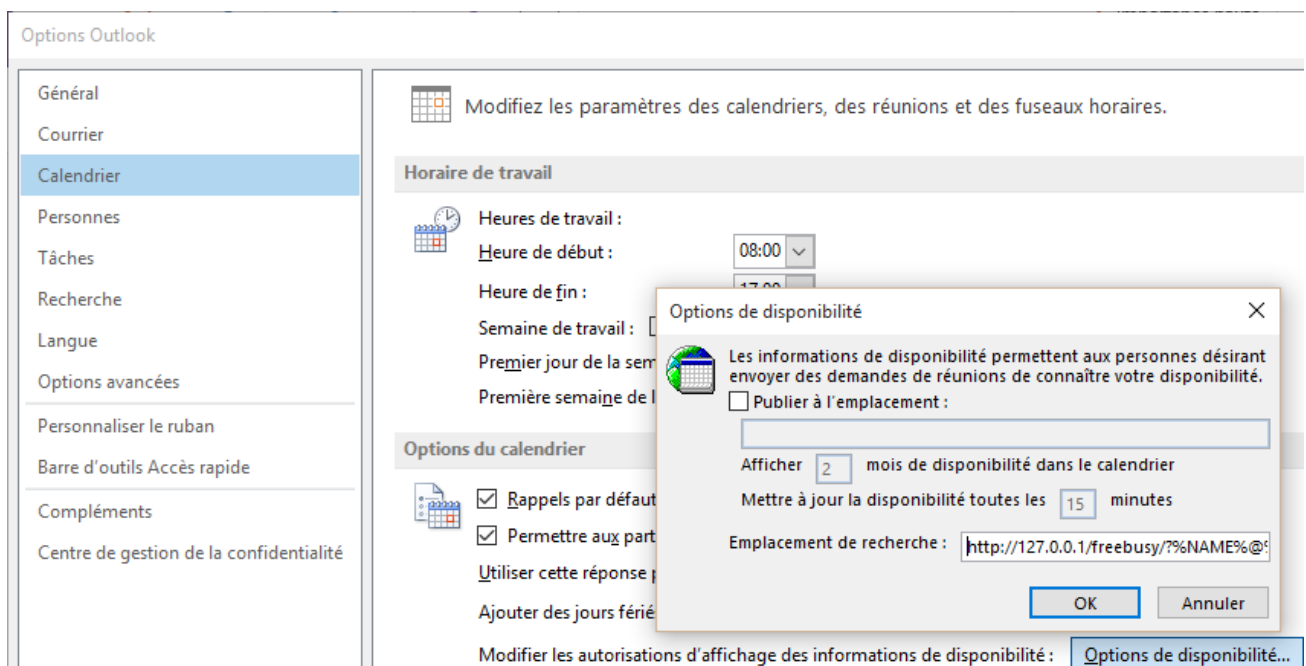 Options Outlook
Général
Courrier
Calendrier
Personnes
Tâches
Recherche
Langue
Options avancées
Personnaliser le ruban
Barre d'outils Accès rapide
Compléments
Centre de gestion de la confidentialité
Modifiez les paramètres des calendriers, des réunions et des fuseaux horaires.
Horaire de travail
Heures de travail :
Heure de début : 08:00
Heure de fin : 17:00
Semaine de travail :
Premier jour de la sem
Première semaine de l
Options du calendrier
Rappels par défaut
Permettre aux part
Utiliser cette réponse p
Ajouter des jours férié
Modifier les autorisations d'affichage des informations de disponibilité : Options de disponibilité...
Options de disponibilité
Les informations de disponibilité permettent aux personnes désirant
envoyer des demandes de réunions de connaître votre disponibilité.
Publier à l'emplacement :
Afficher 2 mois de disponibilité dans le calendrier
Mettre à jour la disponibilité toutes les 15 minutes
Emplacement de recherche : http://127.0.0.1/freebusy/?%NAME%@%
OK Annuler